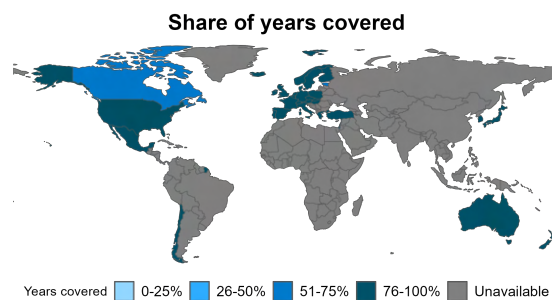 Share of years covered
Years covered 0-25% 26-50% 51-75% 76-100% Unavailable